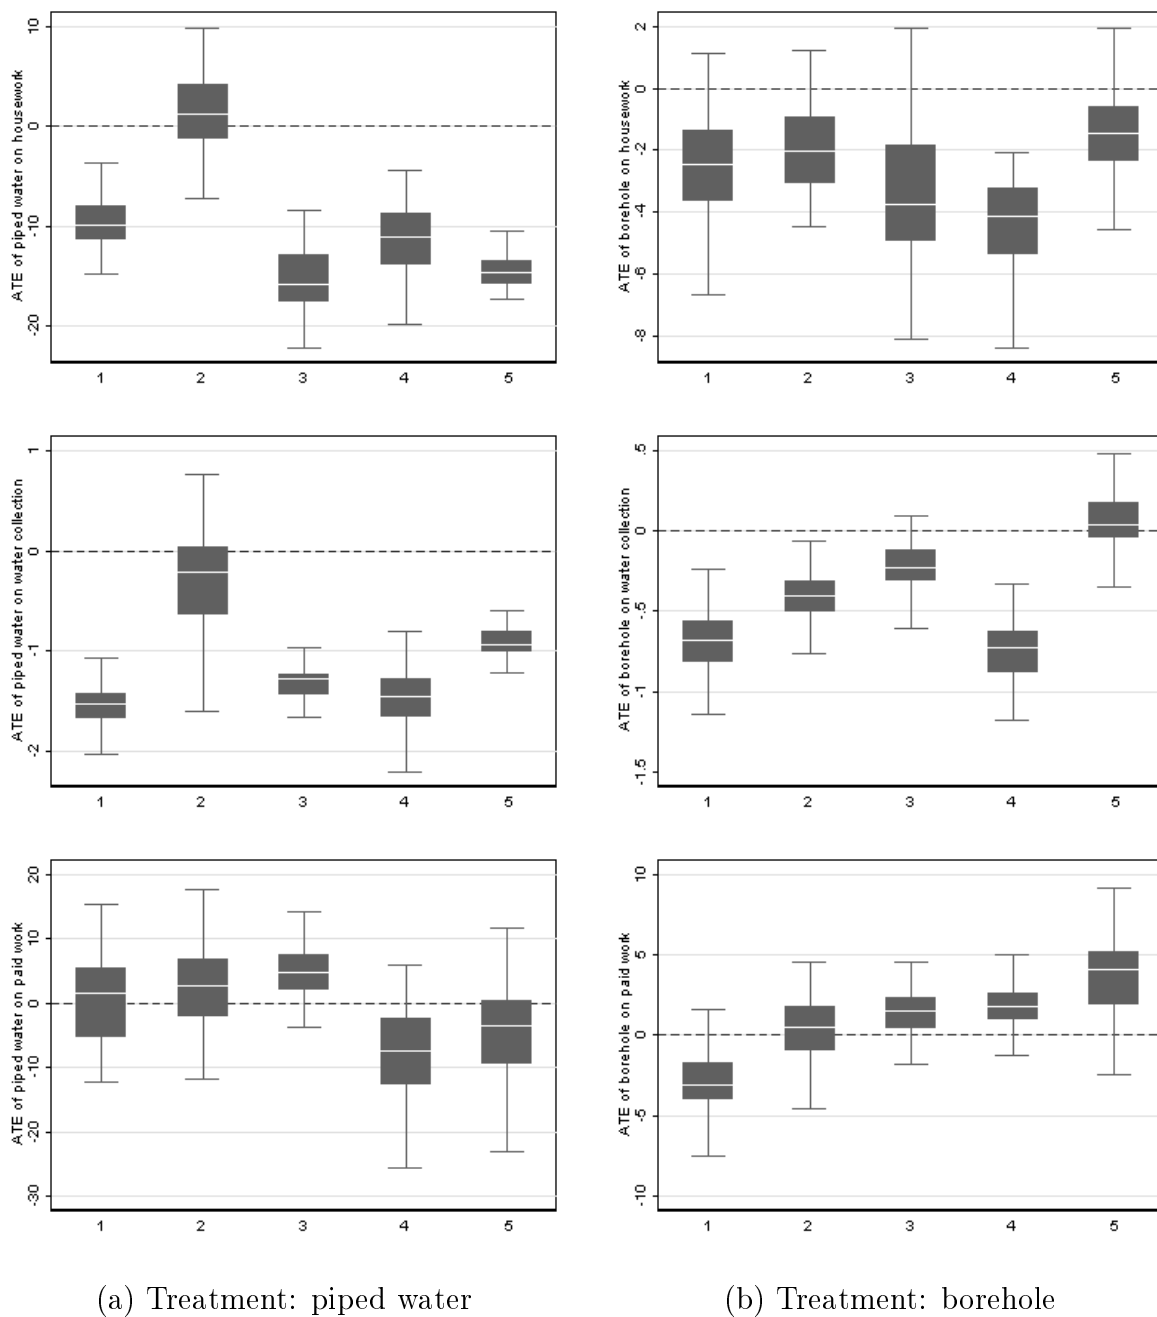 ATE of piped water on housework
10
0
-10
-20
1 2 3 4 5
ATE of borehole on housework
2
0
-2
-4
-6
-8
1 2 3 4 5
ATE of piped water on water collection
1
0
-1
-2
1 2 3 4 5
ATE of borehole on water collection
.5
0
-.5
-1
-1.5
1 2 3 4 5
ATE of piped water on paid work
20
10
0
-10
-20
-30
1 2 3 4 5
ATE of borehole on paid work
10
5
0
-5
-10
1 2 3 4 5
(a) Treatment: piped water
(b) Treatment: borehole